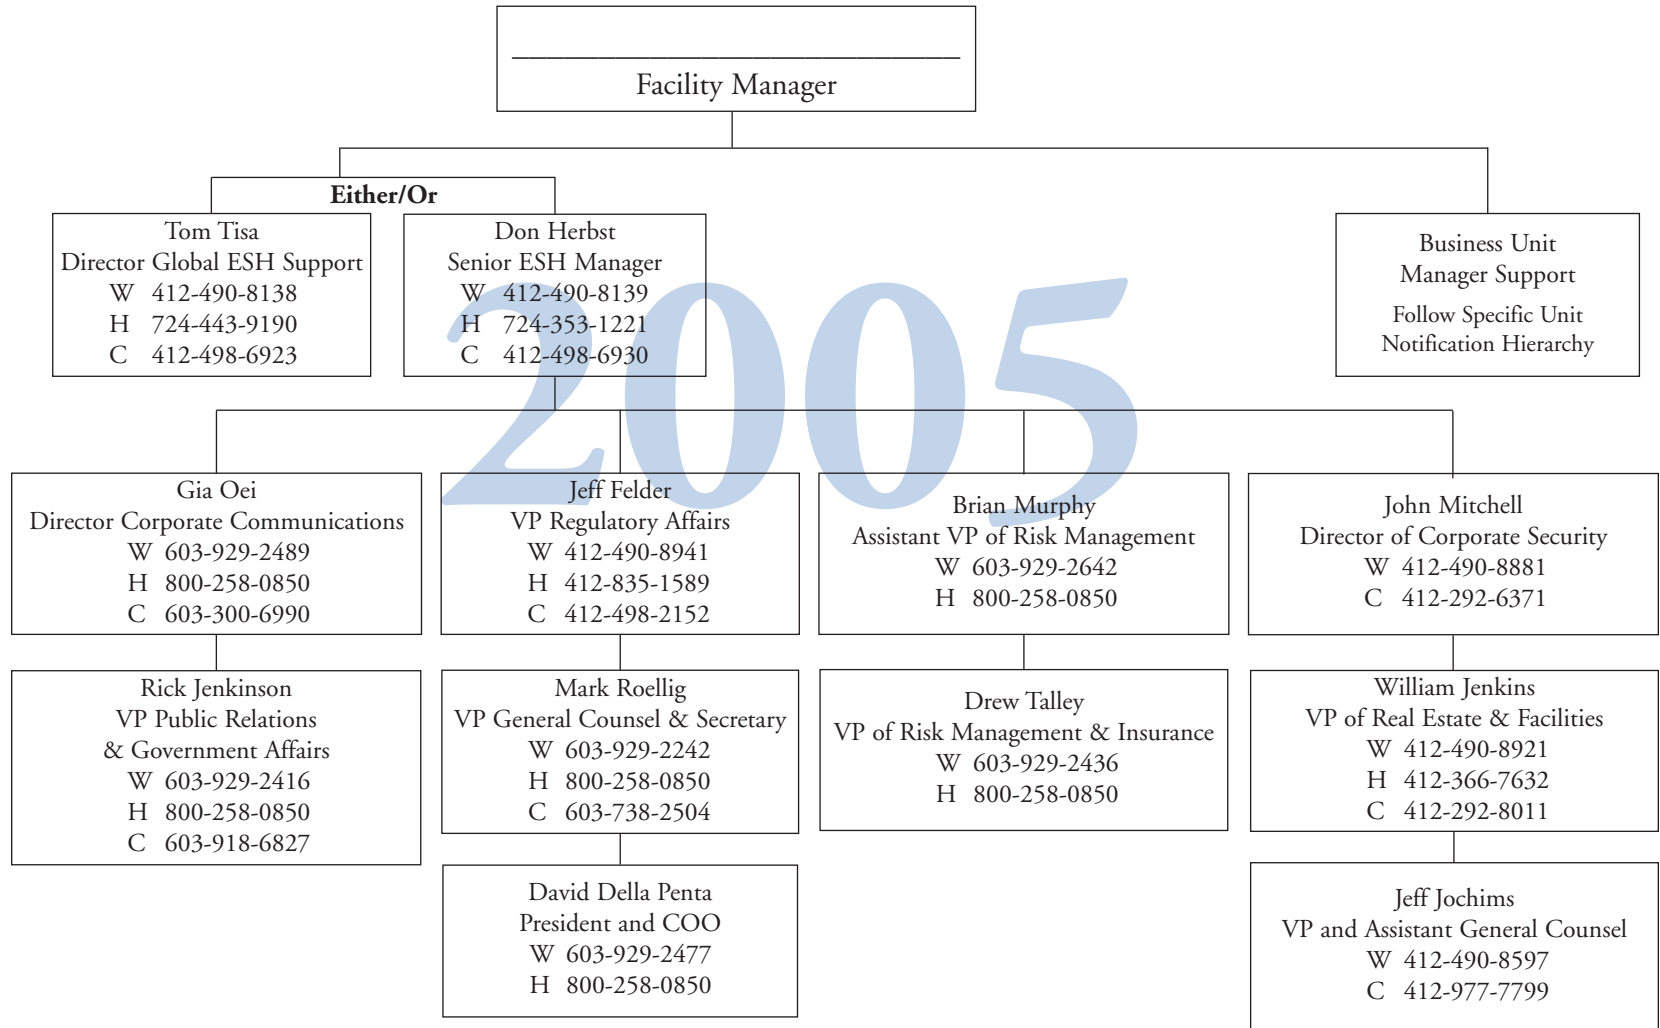 Facility Manager
Either/Or
Tom Tisa
Director Global ESH Support
W 412-490-8138
H 724-443-9190
C 412-498-6923
Don Herbst
Senior ESH Manager
W 412-490-8139
H 724-353-1221
C 412-498-6930
Business Unit
Manager Support
Follow Specific Unit
Notification Hierarchy
2005
Gia Oei
Director Corporate Communications
W 603-929-2489
H 800-258-0850
C 603-300-6990
Jeff Felder
VP Regulatory Affairs
W 412-490-8941
H 412-835-1589
C 412-498-2152
Brian Murphy
Assistant VP of Risk Management
W 603-929-2642
H 800-258-0850
John Mitchell
Director of Corporate Security
W 412-490-8881
C 412-292-6371
Rick Jenkinson
VP Public Relations
& Government Affairs
W 603-929-2416
H 800-258-0850
C 603-918-6827
Mark Roellig
VP General Counsel & Secretary
W 603-929-2242
H 800-258-0850
C 603-738-2504
Drew Talley
VP of Risk Management & Insurance
W 603-929-2436
H 800-258-0850
William Jenkins
VP of Real Estate & Facilities
W 412-490-8921
H 412-366-7632
C 412-292-8011
David Della Penta
President and COO
W 603-929-2477
H 800-258-0850
Jeff Jochims
VP and Assistant General Counsel
W 412-490-8597
C 412-977-7799